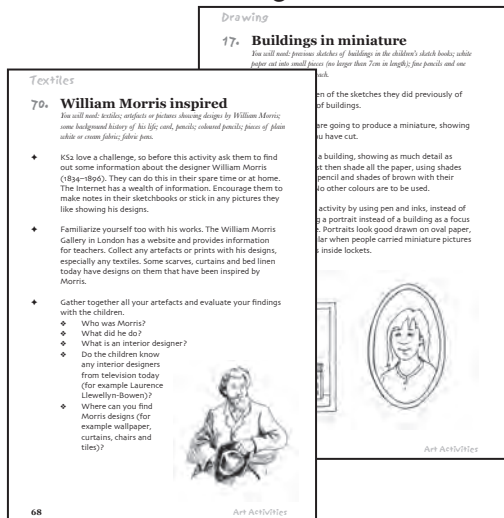 Drawing
17. Buildings in miniature
You will need: previous sketches of buildings in the children's sketch books; white
paper cut into small pieces (no larger than 7cm in length); fine pencils and one
each.
en of the sketches they did previously of
of buildings.
are going to produce a miniature, showing
ou have cut.
a building, showing as much detail as
st then shade all the paper, using shades
pencil and shades of brown with their
No other colours are to be used.
activity by using pen and inks, instead of
g a portrait instead of a building as a focus
e. Portraits look good drawn on oval paper,
lar when people carried miniature pictures
s inside lockets.
Art Activities
Textiles
70. William Morris inspired
You will need: textiles; artefacts or pictures showing designs by William Morris;
some background history of his life; card, pencils; coloured pencils; pieces of plain
white or cream fabric; fabric pens.
✦ KS2 love a challenge, so before this activity ask them to find
out some information about the designer William Morris
(1834–1896). They can do this in their spare time or at home.
The Internet has a wealth of information. Encourage them to
make notes in their sketchbooks or stick in any pictures they
like showing his designs.
✦ Familiarize yourself too with his works. The William Morris
Gallery in London has a website and provides information
for teachers. Collect any artefacts or prints with his designs,
especially any textiles. Some scarves, curtains and bed linen
today have designs on them that have been inspired by
Morris.
✦ Gather together all your artefacts and evaluate your findings
with the children.
❖ Who was Morris?
❖ What did he do?
❖ What is an interior designer?
❖ Do the children know
any interior designers
from television today
(for example Laurence
Llewellyn-Bowen)?
❖ Where can you find
Morris designs (for
example wallpaper,
curtains, chairs and
tiles)?
68
Art Activities